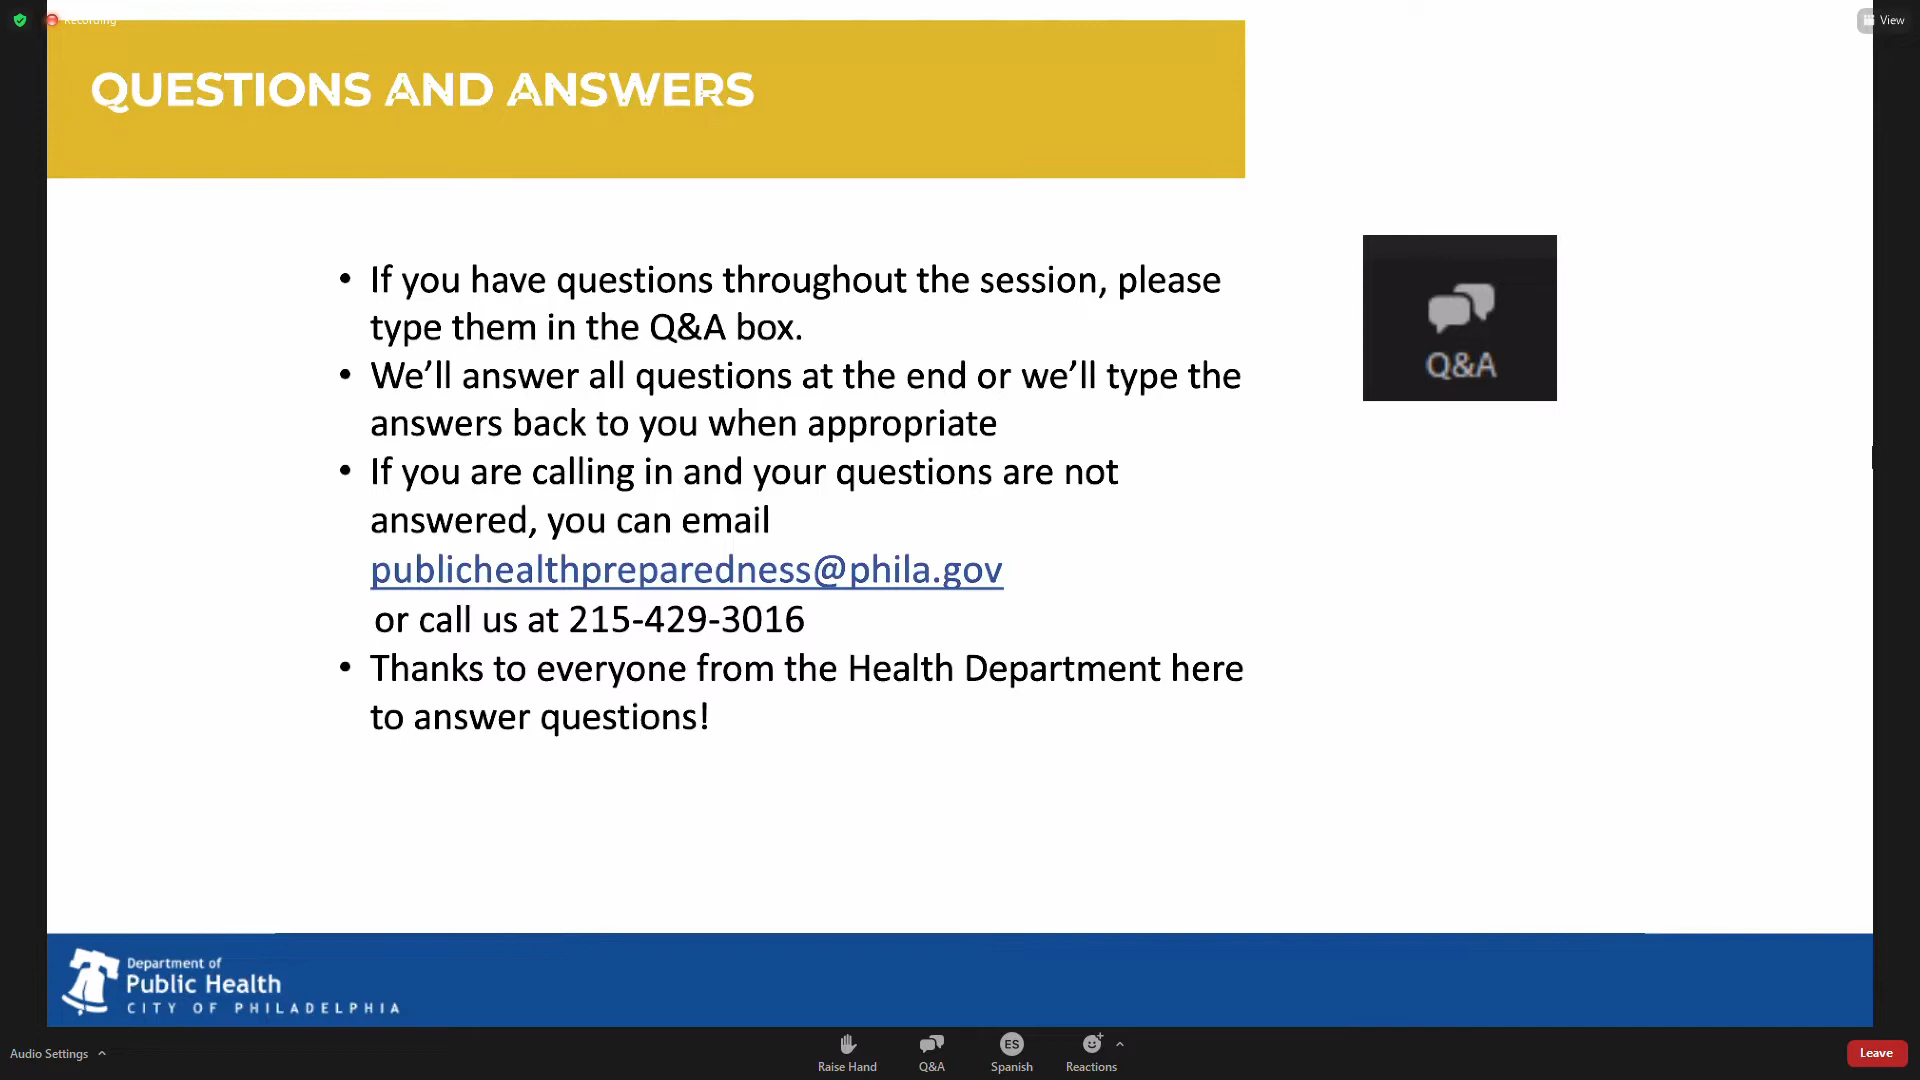 Recording
View
QUESTIONS AND ANSWERS
• If you have questions throughout the session, please
type them in the Q&A box.
• We’ll answer all questions at the end or we’ll type the
answers back to you when appropriate
• If you are calling in and your questions are not
answered, you can email
publichealthpreparedness@phila.gov
or call us at 215-429-3016
• Thanks to everyone from the Health Department here
to answer questions!
Q&A
Department of
Public Health
CITY OF PHILADELPHIA
Audio Settings
Raise Hand
Q&A
ES
Spanish
Reactions
Leave